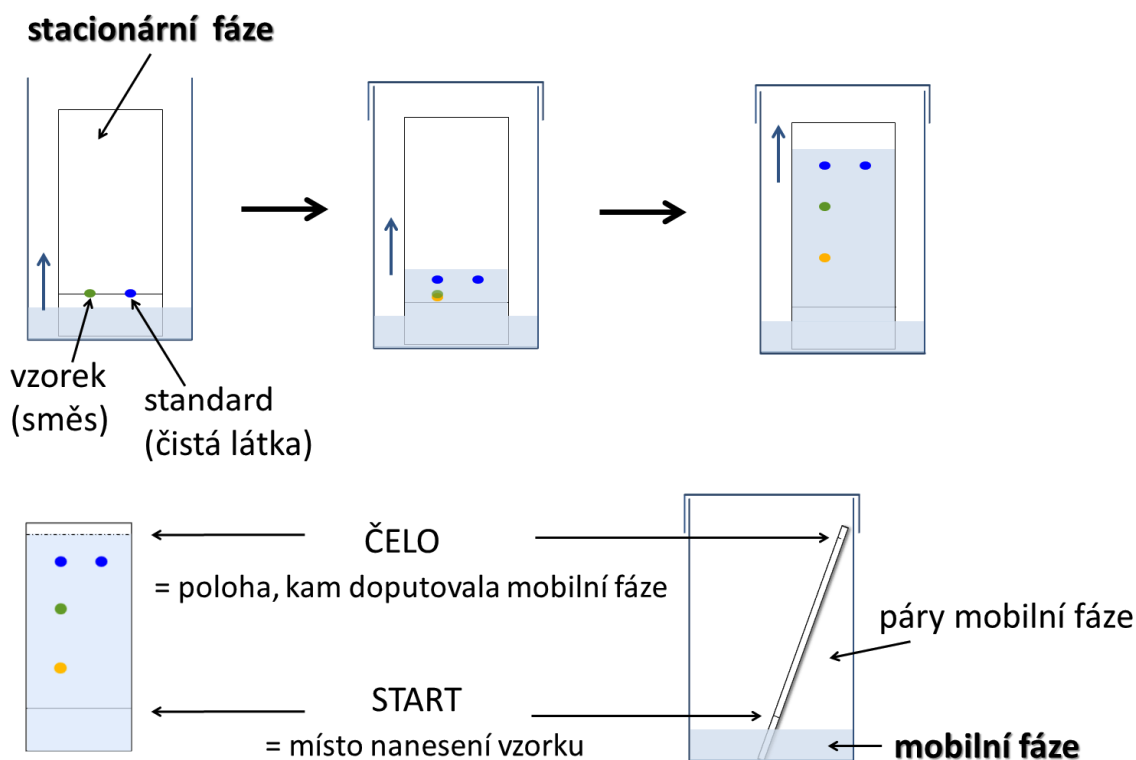 stacionární fáze
vzorek
(směs)
standard
(čistá látka)
ČELO
= poloha, kam doputovala mobilní fáze
páry mobilní fáze
START
= místo nanesení vzorku
mobilní fáze